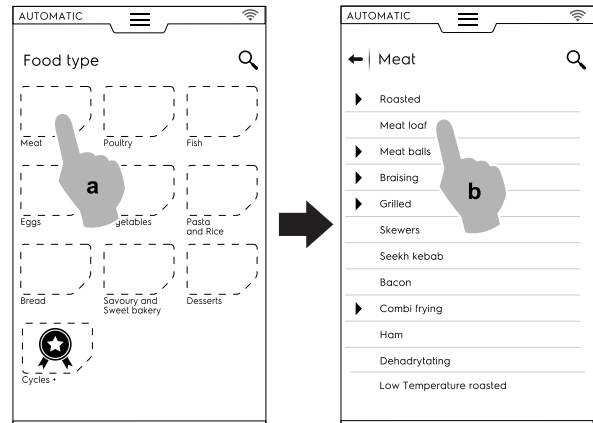 AUTOMATIC
Food type
Meat
Poultry
Fish
a
Eggs
getables
Pasta
and Rice
Bread
Savoury and
Sweet bakery
Desserts
Cycles +
AUTOMATIC
Meat
Roasted
Meat loaf
Meat balls
Braising
b
Grilled
Skewers
Seekh kebab
Bacon
Combi frying
Ham
Dehadrytating
Low Temperature roasted